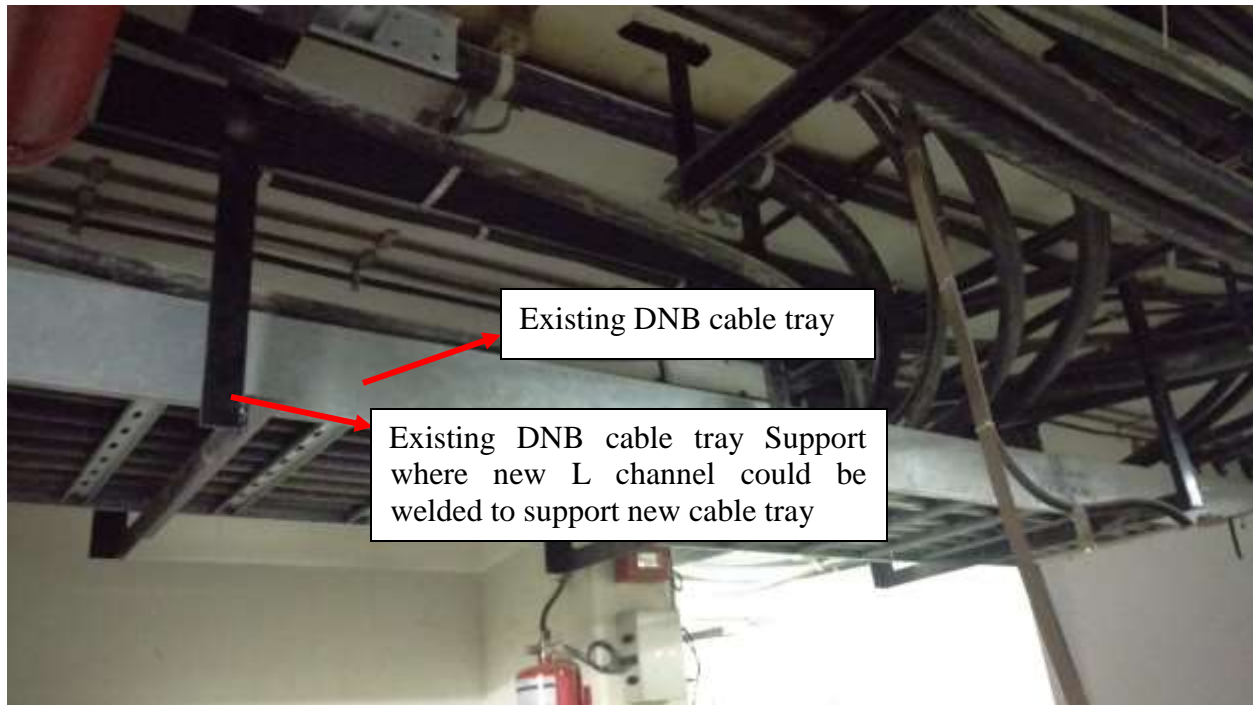 Existing DNB cable tray
Existing DNB cable tray Support
where new L channel could be
welded to support new cable tray